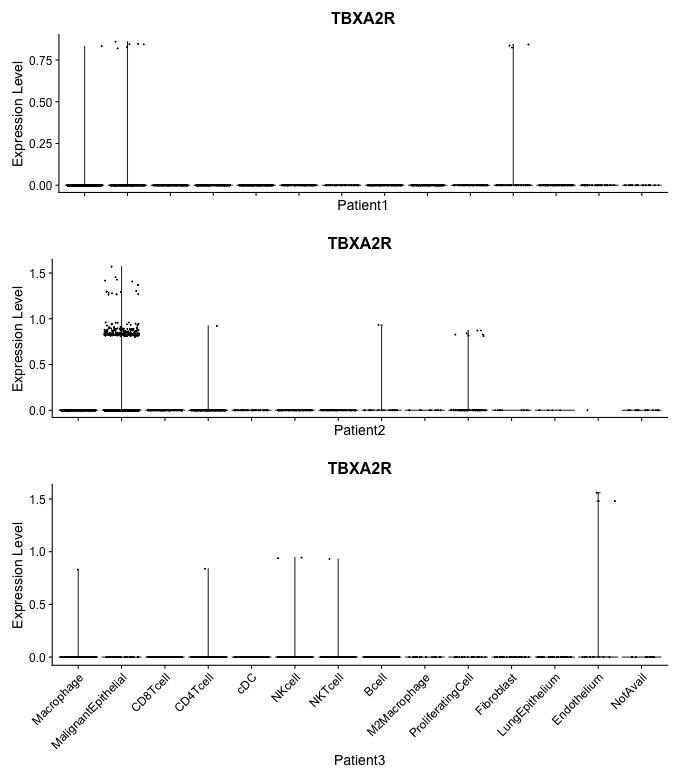 TBXA2R
Expression Level
0.75
0.50
0.25
0.00
Patient1
TBXA2R
Expression Level
1.5
1.0
0.5
0.0
Patient2
TBXA2R
Expression Level
1.5
1.0
0.5
0.0
Macrophage
MalignantEpithelial
CD8Tcell
CD4Tcell
cDC
NKcell
NKTcell
Bcell
M2Macrophage
ProliferatingCell
Fibroblast
LungEpithelium
Endothelium
NotAvail
Patient3